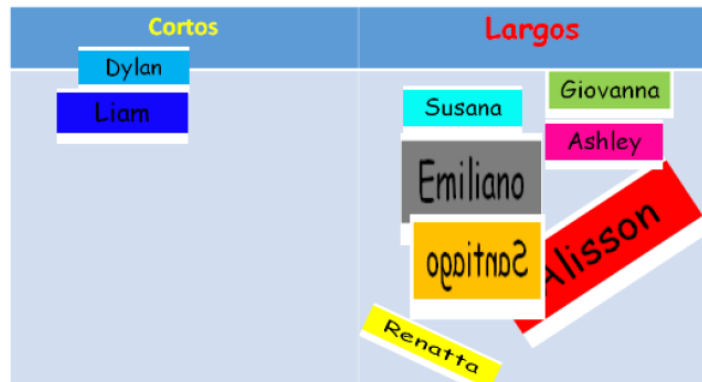 Cortos
Largos
Dylan
Liam
Giovanna
Susana
Ashley
Emiliano
Santiago
Alisson
Renatta